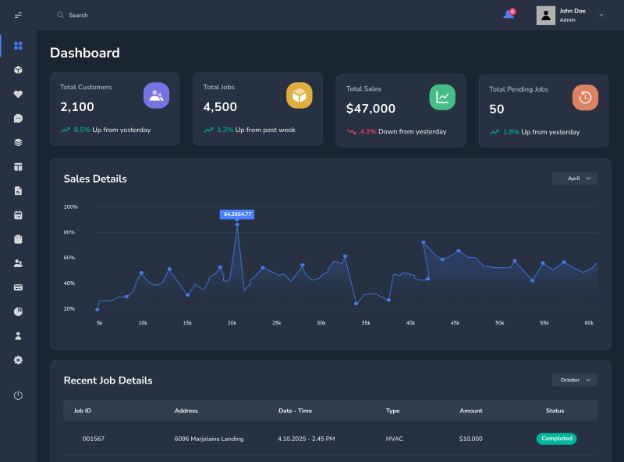 Search
6
John Dae
Admin
Dashboard
Total Customers
2,100
8.5% Up from yesterday
Total Jobs
4,500
1.3% Up from past week
Total Sales
$47,000
4.3% Down from yesterday
Total Pending Jobs
50
1.8% Up from yesterday
Sales Details
April
100%
64.3664.77
80%
60%
40%
20%
5k 10k 15k 20k 25k 30k 35k 40k 45k 50k 55k 60k
Recent Job Details
October
Job ID Address Date - Time Type Amount Status
001567 6096 Marjolaine Landing 4.10.2025 - 2.45 PM HVAC $10,000 Completed